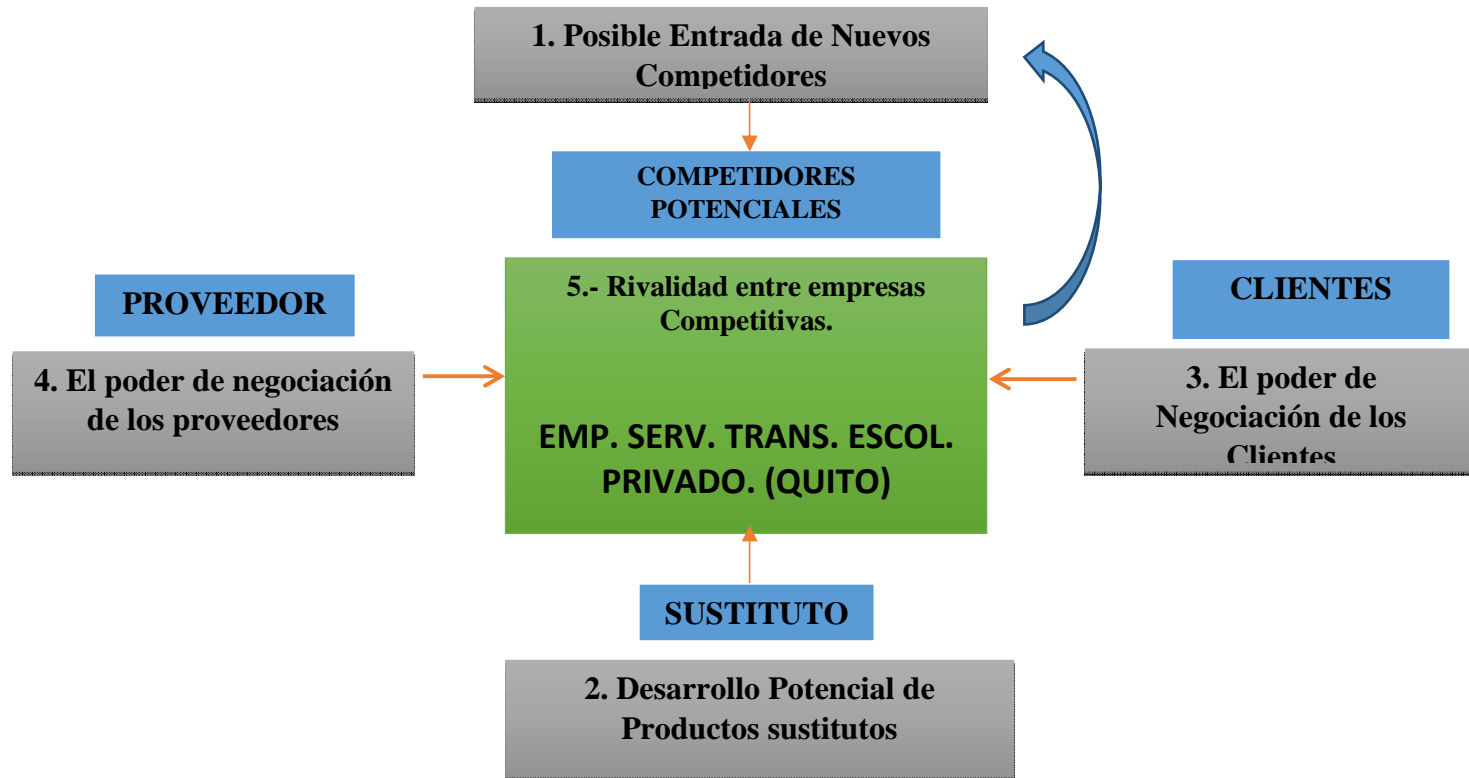 1. Posible Entrada de Nuevos
Competidores
COMPETIDORES
POTENCIALES
PROVEEDOR
4. El poder de negociación
de los proveedores
5.- Rivalidad entre empresas
Competitivas.
EMP. SERV. TRANS. ESCOL.
PRIVADO. (QUITO)
CLIENTES
3. El poder de
Negociación de los
Clientes
SUSTITUTO
2. Desarrollo Potencial de
Productos sustitutos